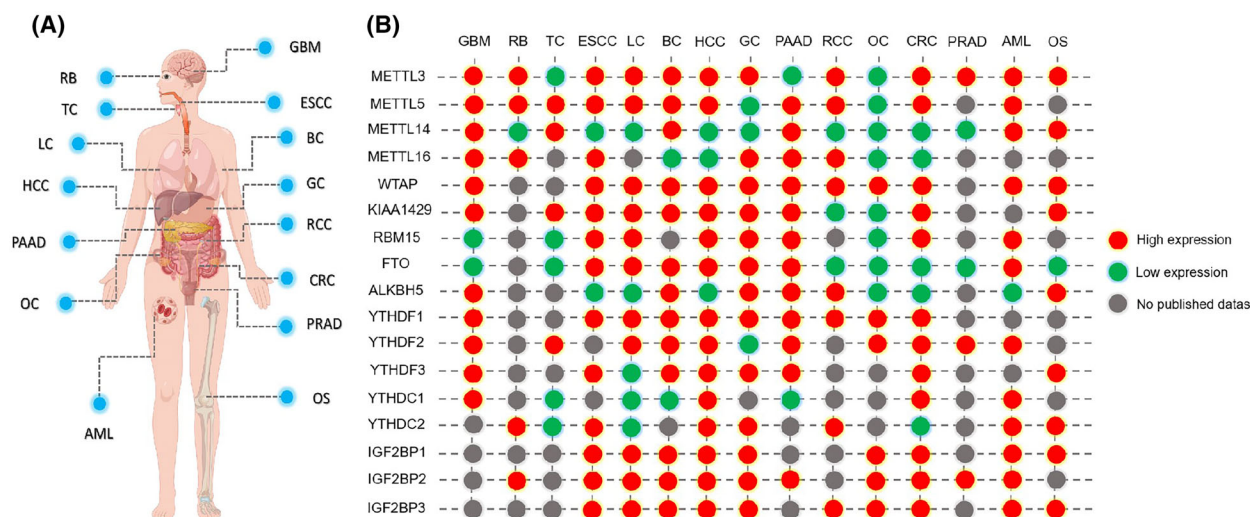 (A)
GBM
RB
TC
ESCC
LC
BC
HCC
GC
PAAD
RCC
OC
CRC
PRAD
AML
OS
(B)
GBM RB TC ESCC LC BC HCC GC PAAD RCC OC CRC PRAD AML OS
METTL3
METTL5
METTL14
METTL16
WTAP
KIAA1429
RBM15
FTO
ALKBH5
YTHDF1
YTHDF2
YTHDF3
YTHDC1
YTHDC2
IGF2BP1
IGF2BP2
IGF2BP3
High expression
Low expression
No published datas